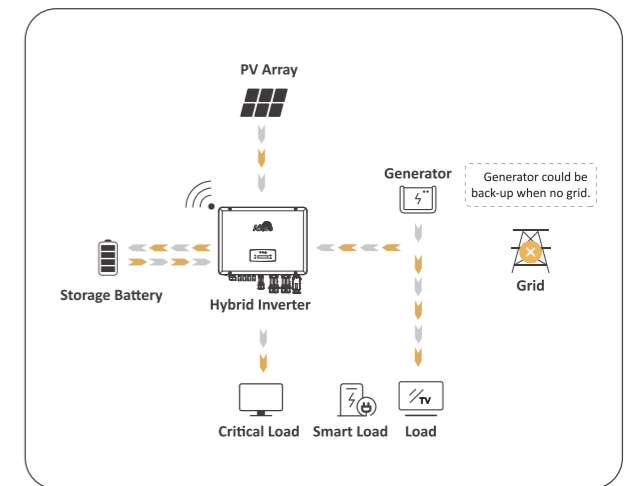 PV Array
Generator
Generator could be
back-up when no grid.
Storage Battery
Hybrid Inverter
Grid
TV
Critical Load
Smart Load
Load